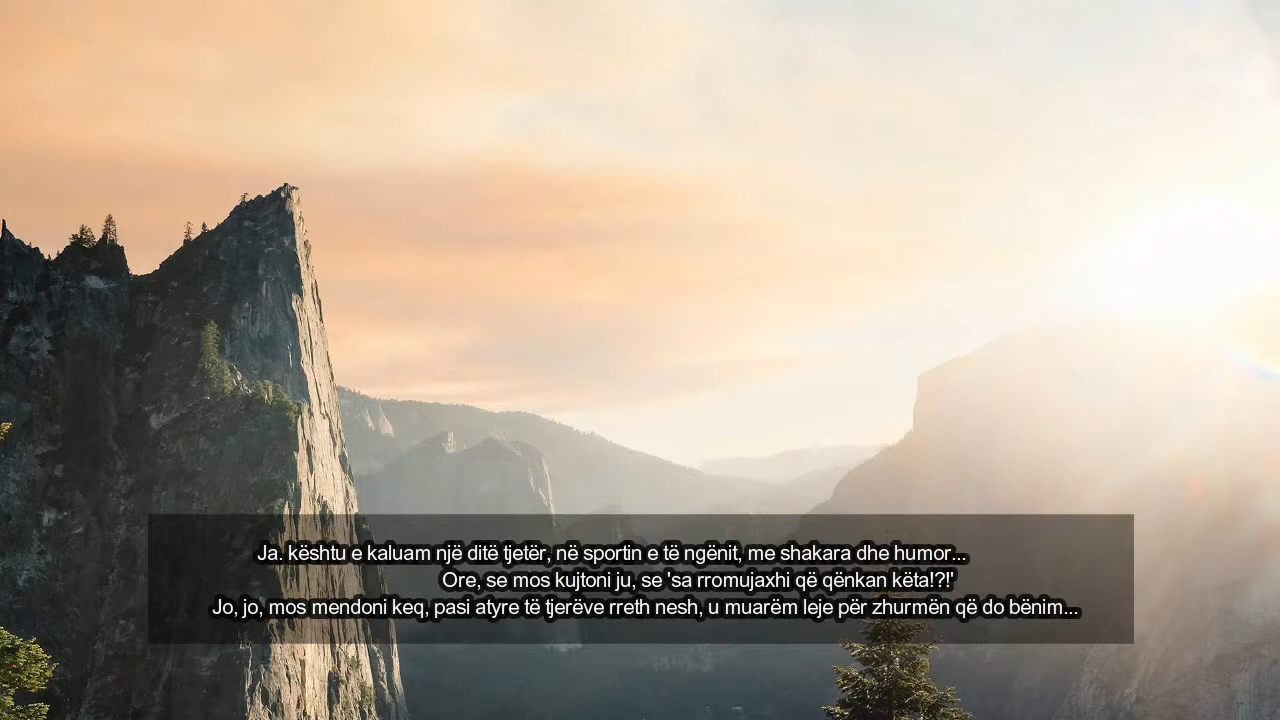 Ja. kështu e kaluam një ditë tjetër, në sportin e të ngënit, me shakara dhe humor...
Ore, se mos kujtoni ju, se 'sa rromujaxhi që qënkan këta!?!'
Jo, jo, mos mendoni keq, pasi atyre të tjerëve rreth nesh, u muarëm leje për zhurmën që do bënim...